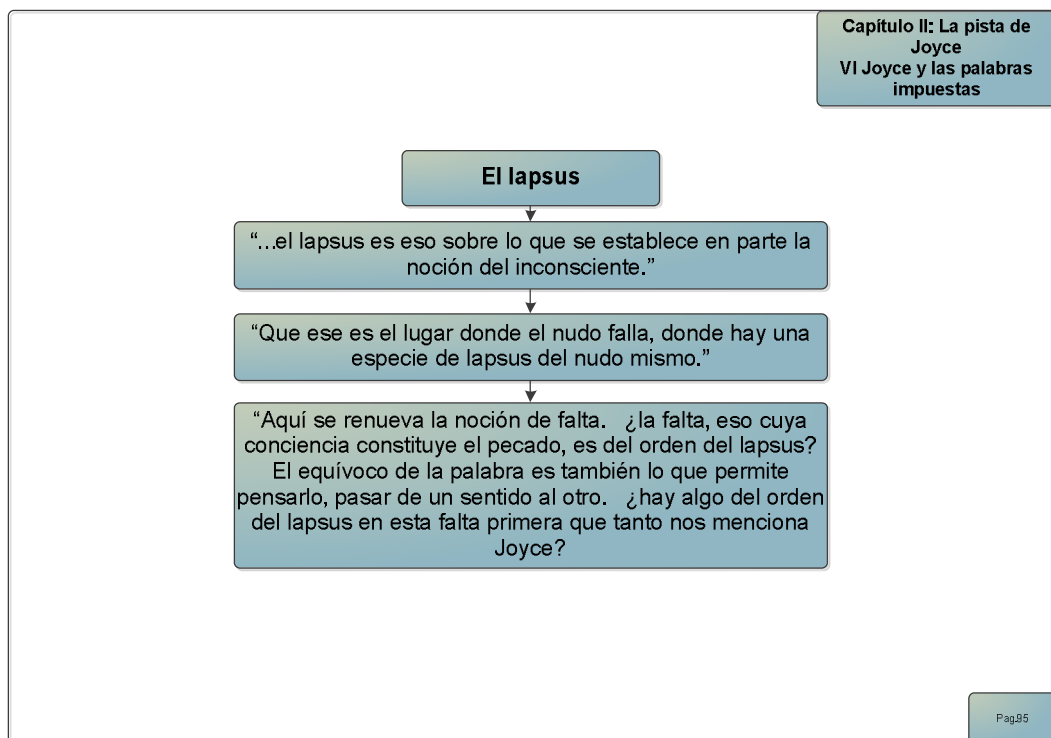 Capítulo II: La pista de
Joyce
VI Joyce y las palabras
impuestas
El lapsus
“...el lapsus es eso sobre lo que se establece en parte la
noción del inconsciente.”
“Que ese es el lugar donde el nudo falla, donde hay una
especie de lapsus del nudo mismo.”
“Aquí se renueva la noción de falta. ¿la falta, eso cuya
conciencia constituye el pecado, es del orden del lapsus?
El equívoco de la palabra es también lo que permite
pensarlo, pasar de un sentido al otro. ¿hay algo del orden
del lapsus en esta falta primera que tanto nos menciona
Joyce?
Pag.95